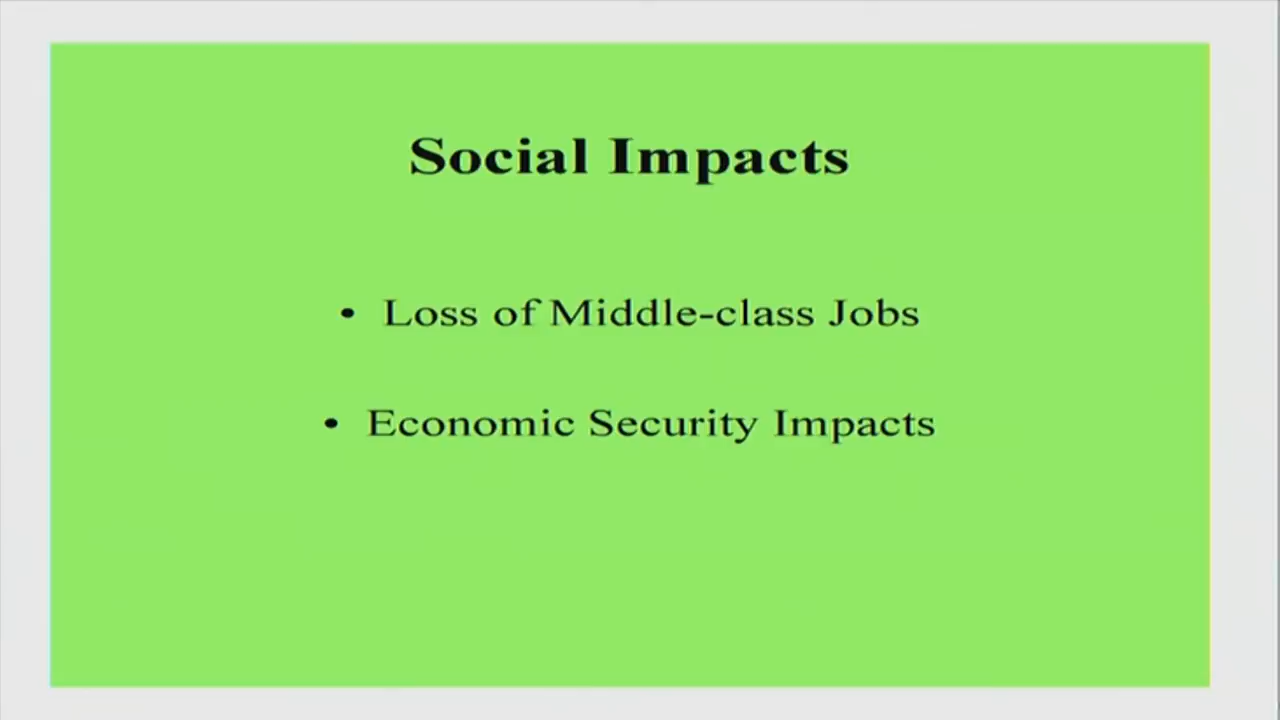 Social Impacts
• Loss of Middle-class Jobs
• Economic Security Impacts